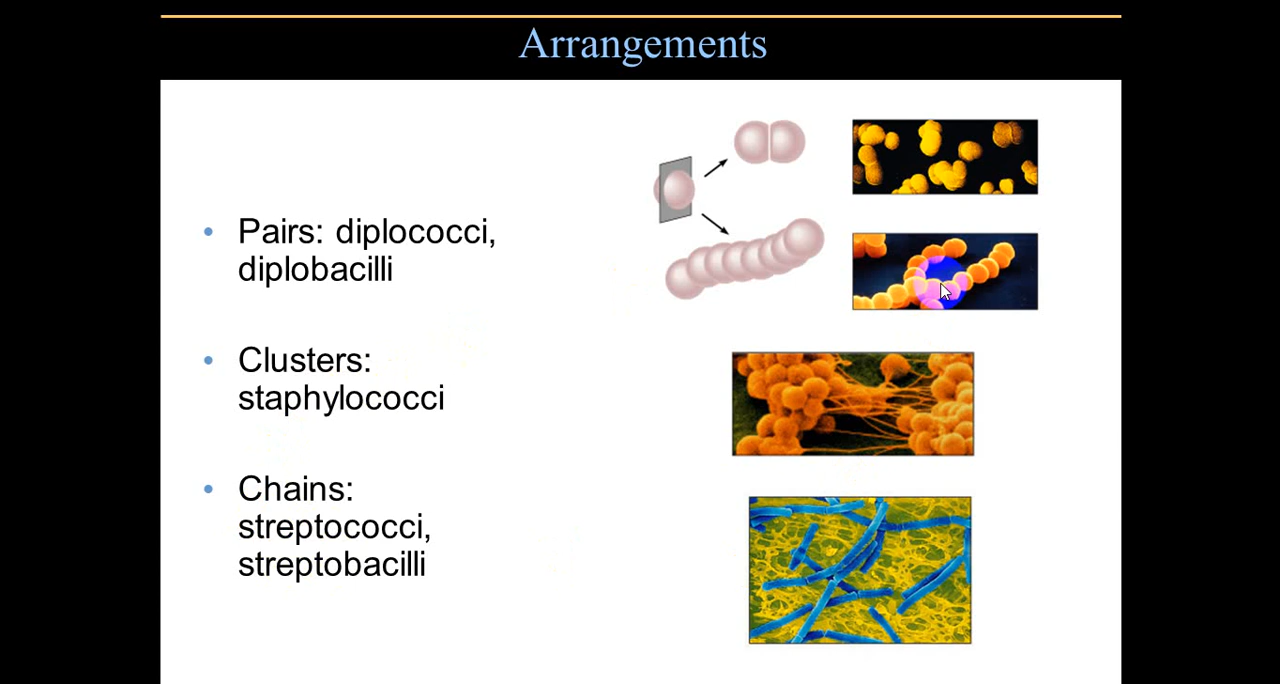 Arrangements
• Pairs: diplococci,
diplobacilli
• Clusters:
staphylococci
• Chains:
streptococci,
streptobacilli